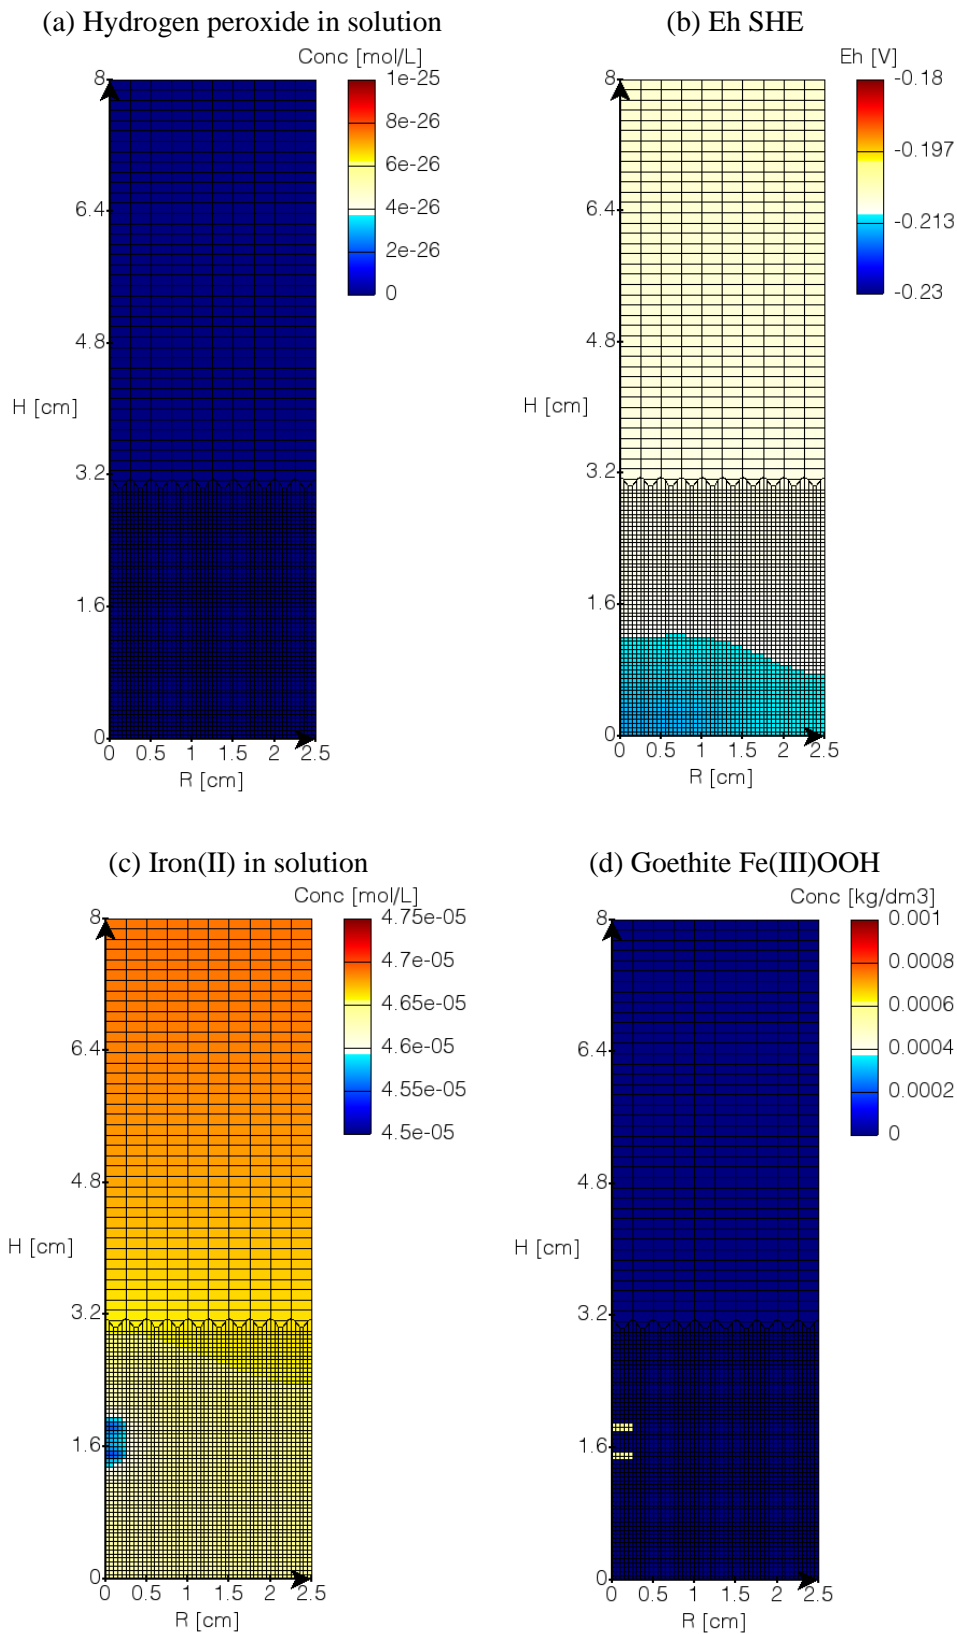 (a) Hydrogen peroxide in solution
Conc [mol/L]
8
6.4
4.8
H [cm]
3.2
1.6
0
0 0.5 1 1.5 2 2.5
R [cm]
1e-25
8e-26
6e-26
4e-26
2e-26
0
(b) Eh SHE
Eh [V]
8
6.4
4.8
H [cm]
3.2
1.6
0
0 0.5 1 1.5 2 2.5
R [cm]
-0.18
-0.197
-0.213
-0.23
(c) Iron(II) in solution
Conc [mol/L]
8
6.4
4.8
H [cm]
3.2
1.6
0
0 0.5 1 1.5 2 2.5
R [cm]
4.75e-05
4.7e-05
4.65e-05
4.6e-05
4.55e-05
4.5e-05
(d) Goethite Fe(III)OOH
Conc [kg/dm3]
8
6.4
4.8
H [cm]
3.2
1.6
0
0 0.5 1 1.5 2 2.5
R [cm]
0.001
0.0008
0.0006
0.0004
0.0002
0